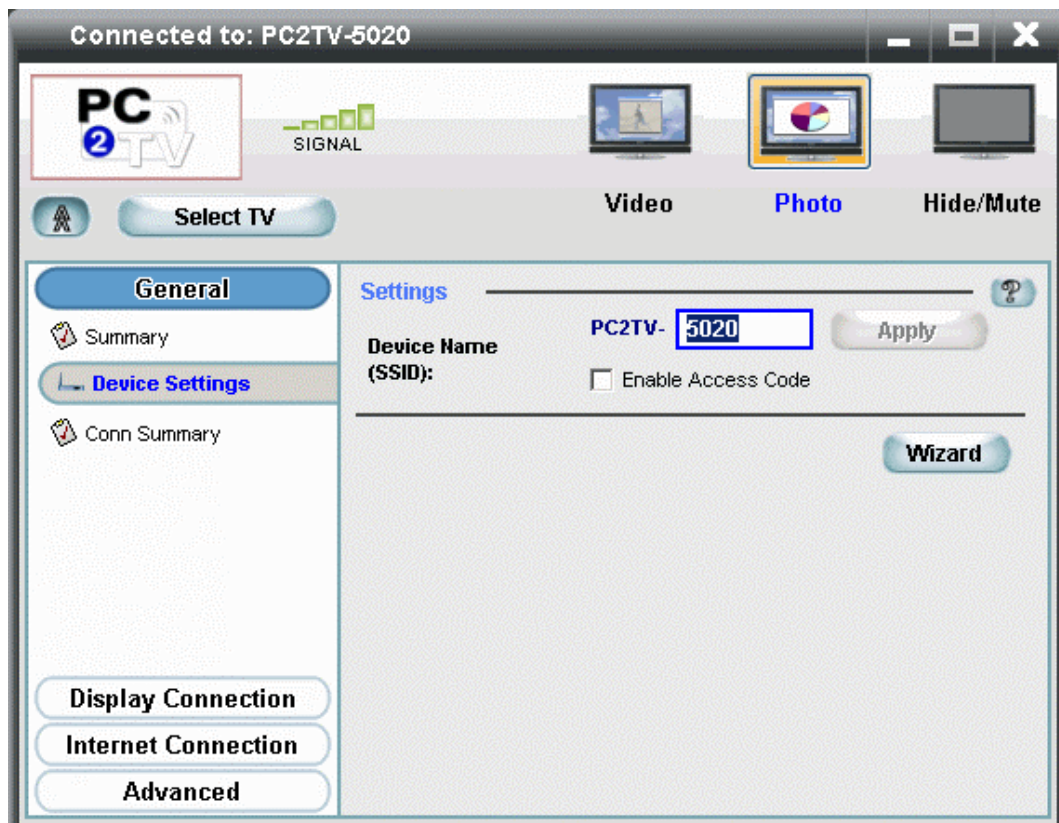 Connected to: PC2TV-5020
PC
2 TV
SIGNAL
Select TV
Video
Photo
Hide/Mute
General
Summary
Device Settings
Conn Summary
Display Connection
Internet Connection
Advanced
Settings
?
Device Name
(SSID):
PC2TV- 5020
Apply
Enable Access Code
Wizard